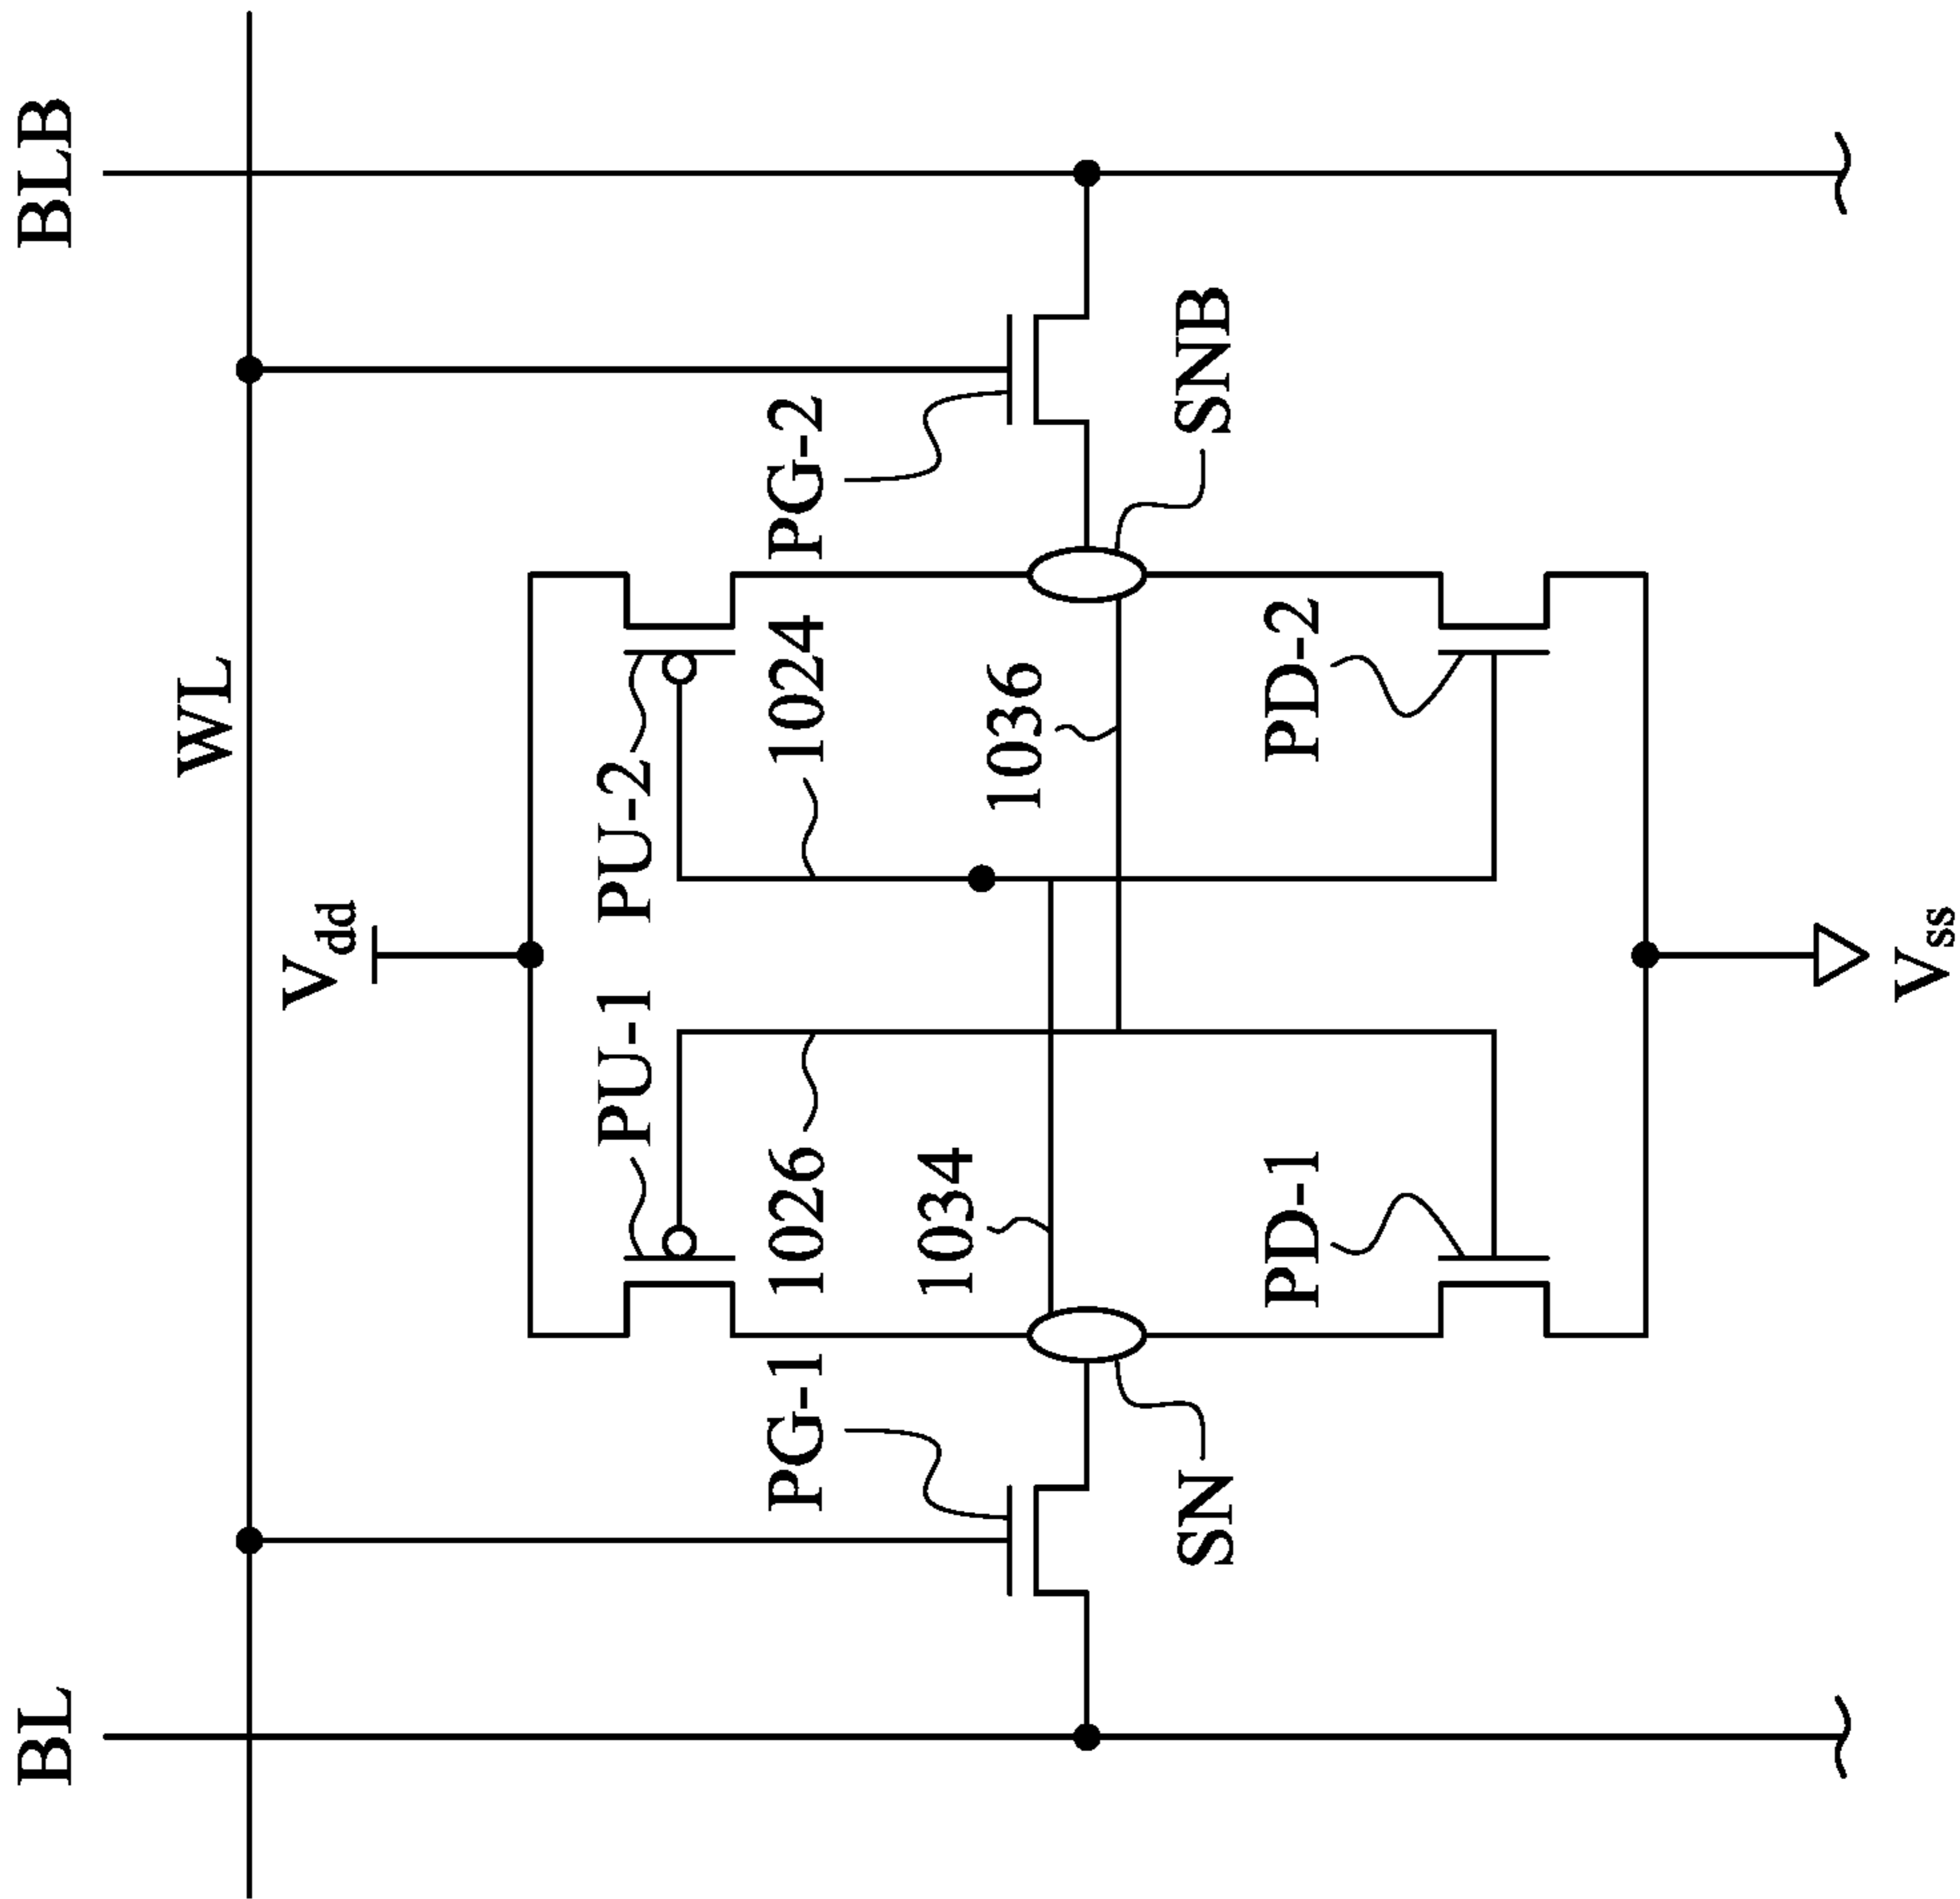 BL
BLB
WL
Vdd
PU-1
PU-2
PG-1
1026
1024
PG-2
1034
1036
SN
SNB
PD-1
PD-2
Vss